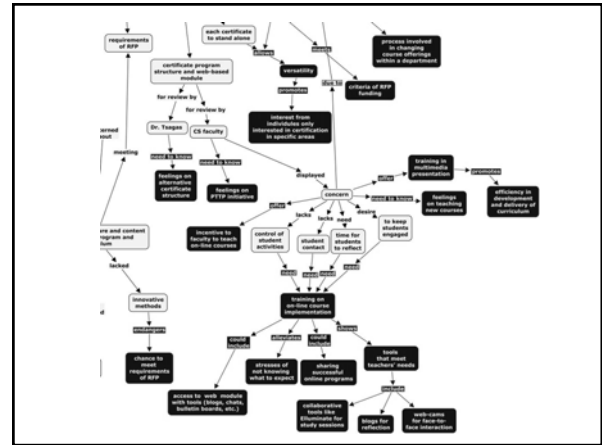 each certificate
to stand alone
requirements
of RFP
process involved
in changing
course offerings
within a department
allows
meets
certificate program
structure and web-based
module
versatility
due to
criteria of RFP
funding
promotes
for review by
for review by
interest from
individules only
interested in certification
in specific areas
Dr. Tsagas
CS faculty
meeting
need to know
need to know
displayed
training in
multimedia
presentation
promotes
feelings on
alternative
certificate
structure
feelings on
PTTP initiative
offer
concern
need to know
feelings
on teaching
new courses
efficiency in
development
and delivery of
curriculum
offer
lacks
lacks
need
desire
to keep
students
engaged
incentive to
faculty to teach
on-line courses
control of
student
activities
student
contact
time for
students
to reflect
ure and content
rogram and
lum
lacked
need
need
need
need
training on
on-line course
implementation
innovative
methods
endangers
could
include
alleviates
could
include
shows
chance to
meet
requirements
of RFP
stresses of
not knowing
what to expect
sharing
successful
online programs
tools
that meet
teachers' needs
access to web module
with tools (blogs, chats,
bulletin boards, etc.)
include
collaborative
tools like
Elluminate for
study sessions
blogs for
reflection
web-cams
for face-to-
face interaction